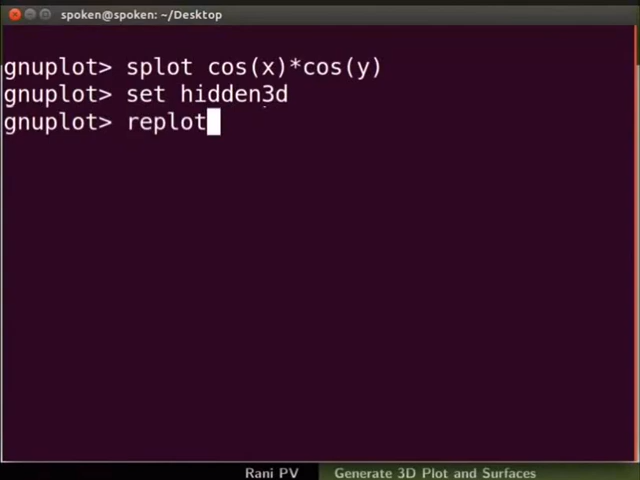 spoken@spoken: ~/Desktop
gnuplot> splot cos(x)*cos(y)
gnuplot> set hidden3d
gnuplot> replot
Rani PV Generate 3D Plot and Surfaces